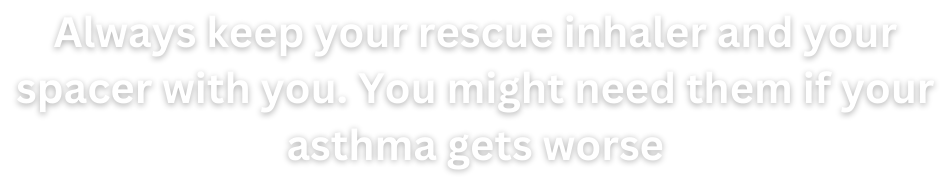 Always keep your rescue inhaler and your
spacer with you. You might need them if your
asthma gets worse